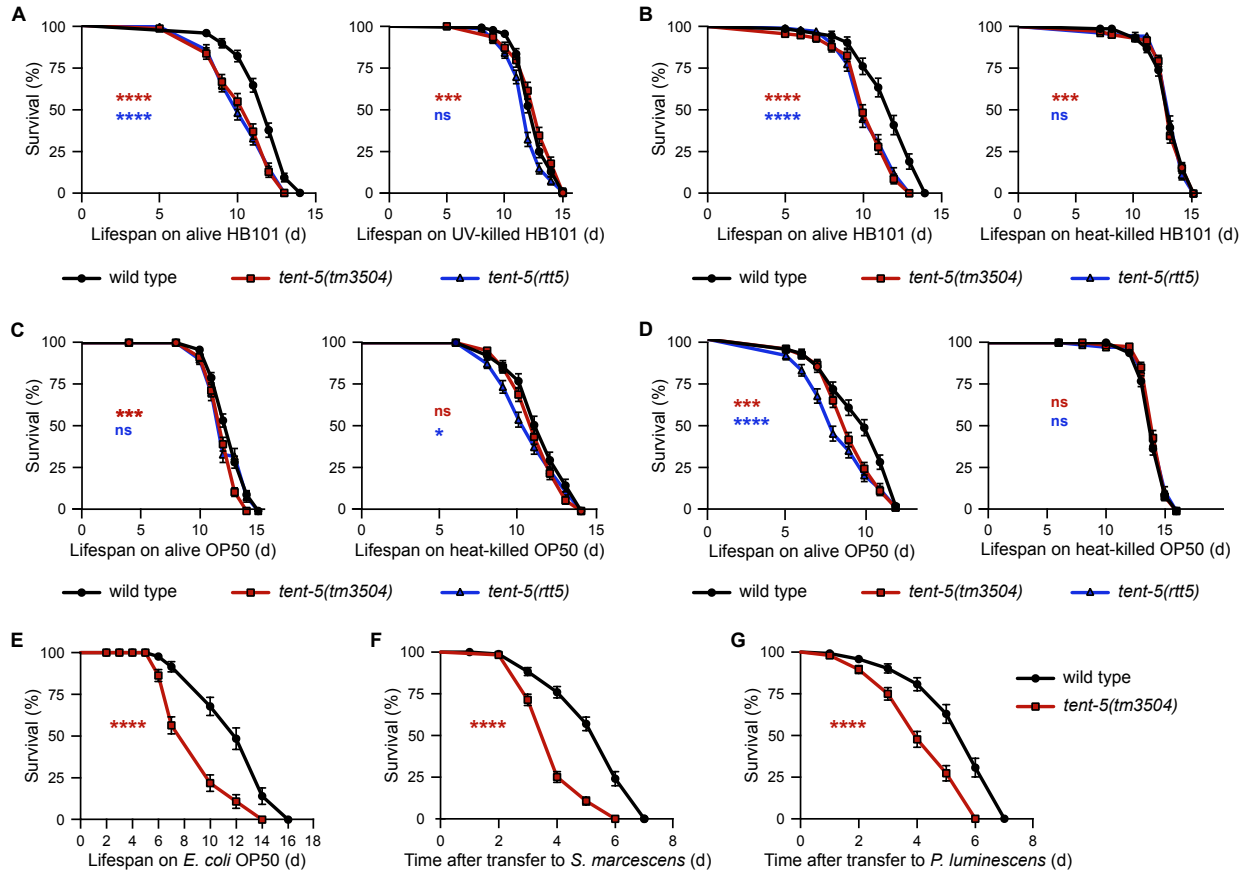 A
B
Survival (%)
100
75
50
25
0
****
****
0 5 10 15
Lifespan on alive HB101 (d)
100
75
50
25
0
***
ns
0 5 10 15
Lifespan on UV-killed HB101 (d)
Survival (%)
100
75
50
25
0
****
****
0 5 10 15
Lifespan on alive HB101 (d)
100
75
50
25
0
***
ns
0 5 10 15
Lifespan on heat-killed HB101 (d)
wild type tent-5(tm3504) tent-5(rtt5)
wild type tent-5(tm3504) tent-5(rtt5)
C
D
Survival (%)
100
75
50
25
0
***
ns
0 5 10 15
Lifespan on alive OP50 (d)
100
75
50
25
0
ns
*
0 5 10 15
Lifespan on heat-killed OP50 (d)
Survival (%)
100
75
50
25
0
***
****
0 5 10
Lifespan on alive OP50 (d)
100
75
50
25
0
ns
ns
0 5 10 15
Lifespan on heat-killed OP50 (d)
wild type tent-5(tm3504) tent-5(rtt5)
wild type tent-5(tm3504) tent-5(rtt5)
E
Survival (%)
100
75
50
25
0
****
0 2 4 6 8 10 12 14 16 18
Lifespan on E. coli OP50 (d)
F
Survival (%)
100
75
50
25
0
****
0 2 4 6 8
Time after transfer to S. marcescens (d)
G
Survival (%)
100
75
50
25
0
****
0 2 4 6 8
Time after transfer to P. luminescens (d)
wild type
tent-5(tm3504)